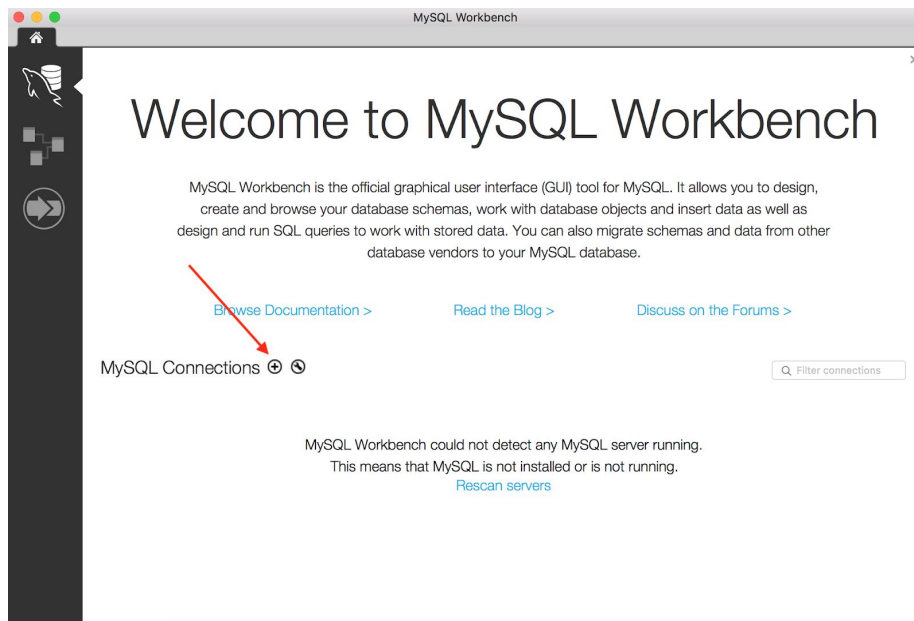 MySQL Workbench
Welcome to MySQL Workbench
MySQL Workbench is the official graphical user interface (GUI) tool for MySQL. It allows you to design,
create and browse your database schemas, work with database objects and insert data as well as
design and run SQL queries to work with stored data. You can also migrate schemas and data from other
database vendors to your MySQL database.
Browse Documentation >
Read the Blog >
Discuss on the Forums >
MySQL Connections
Filter connections
MySQL Workbench could not detect any MySQL server running.
This means that MySQL is not installed or is not running.
Rescan servers